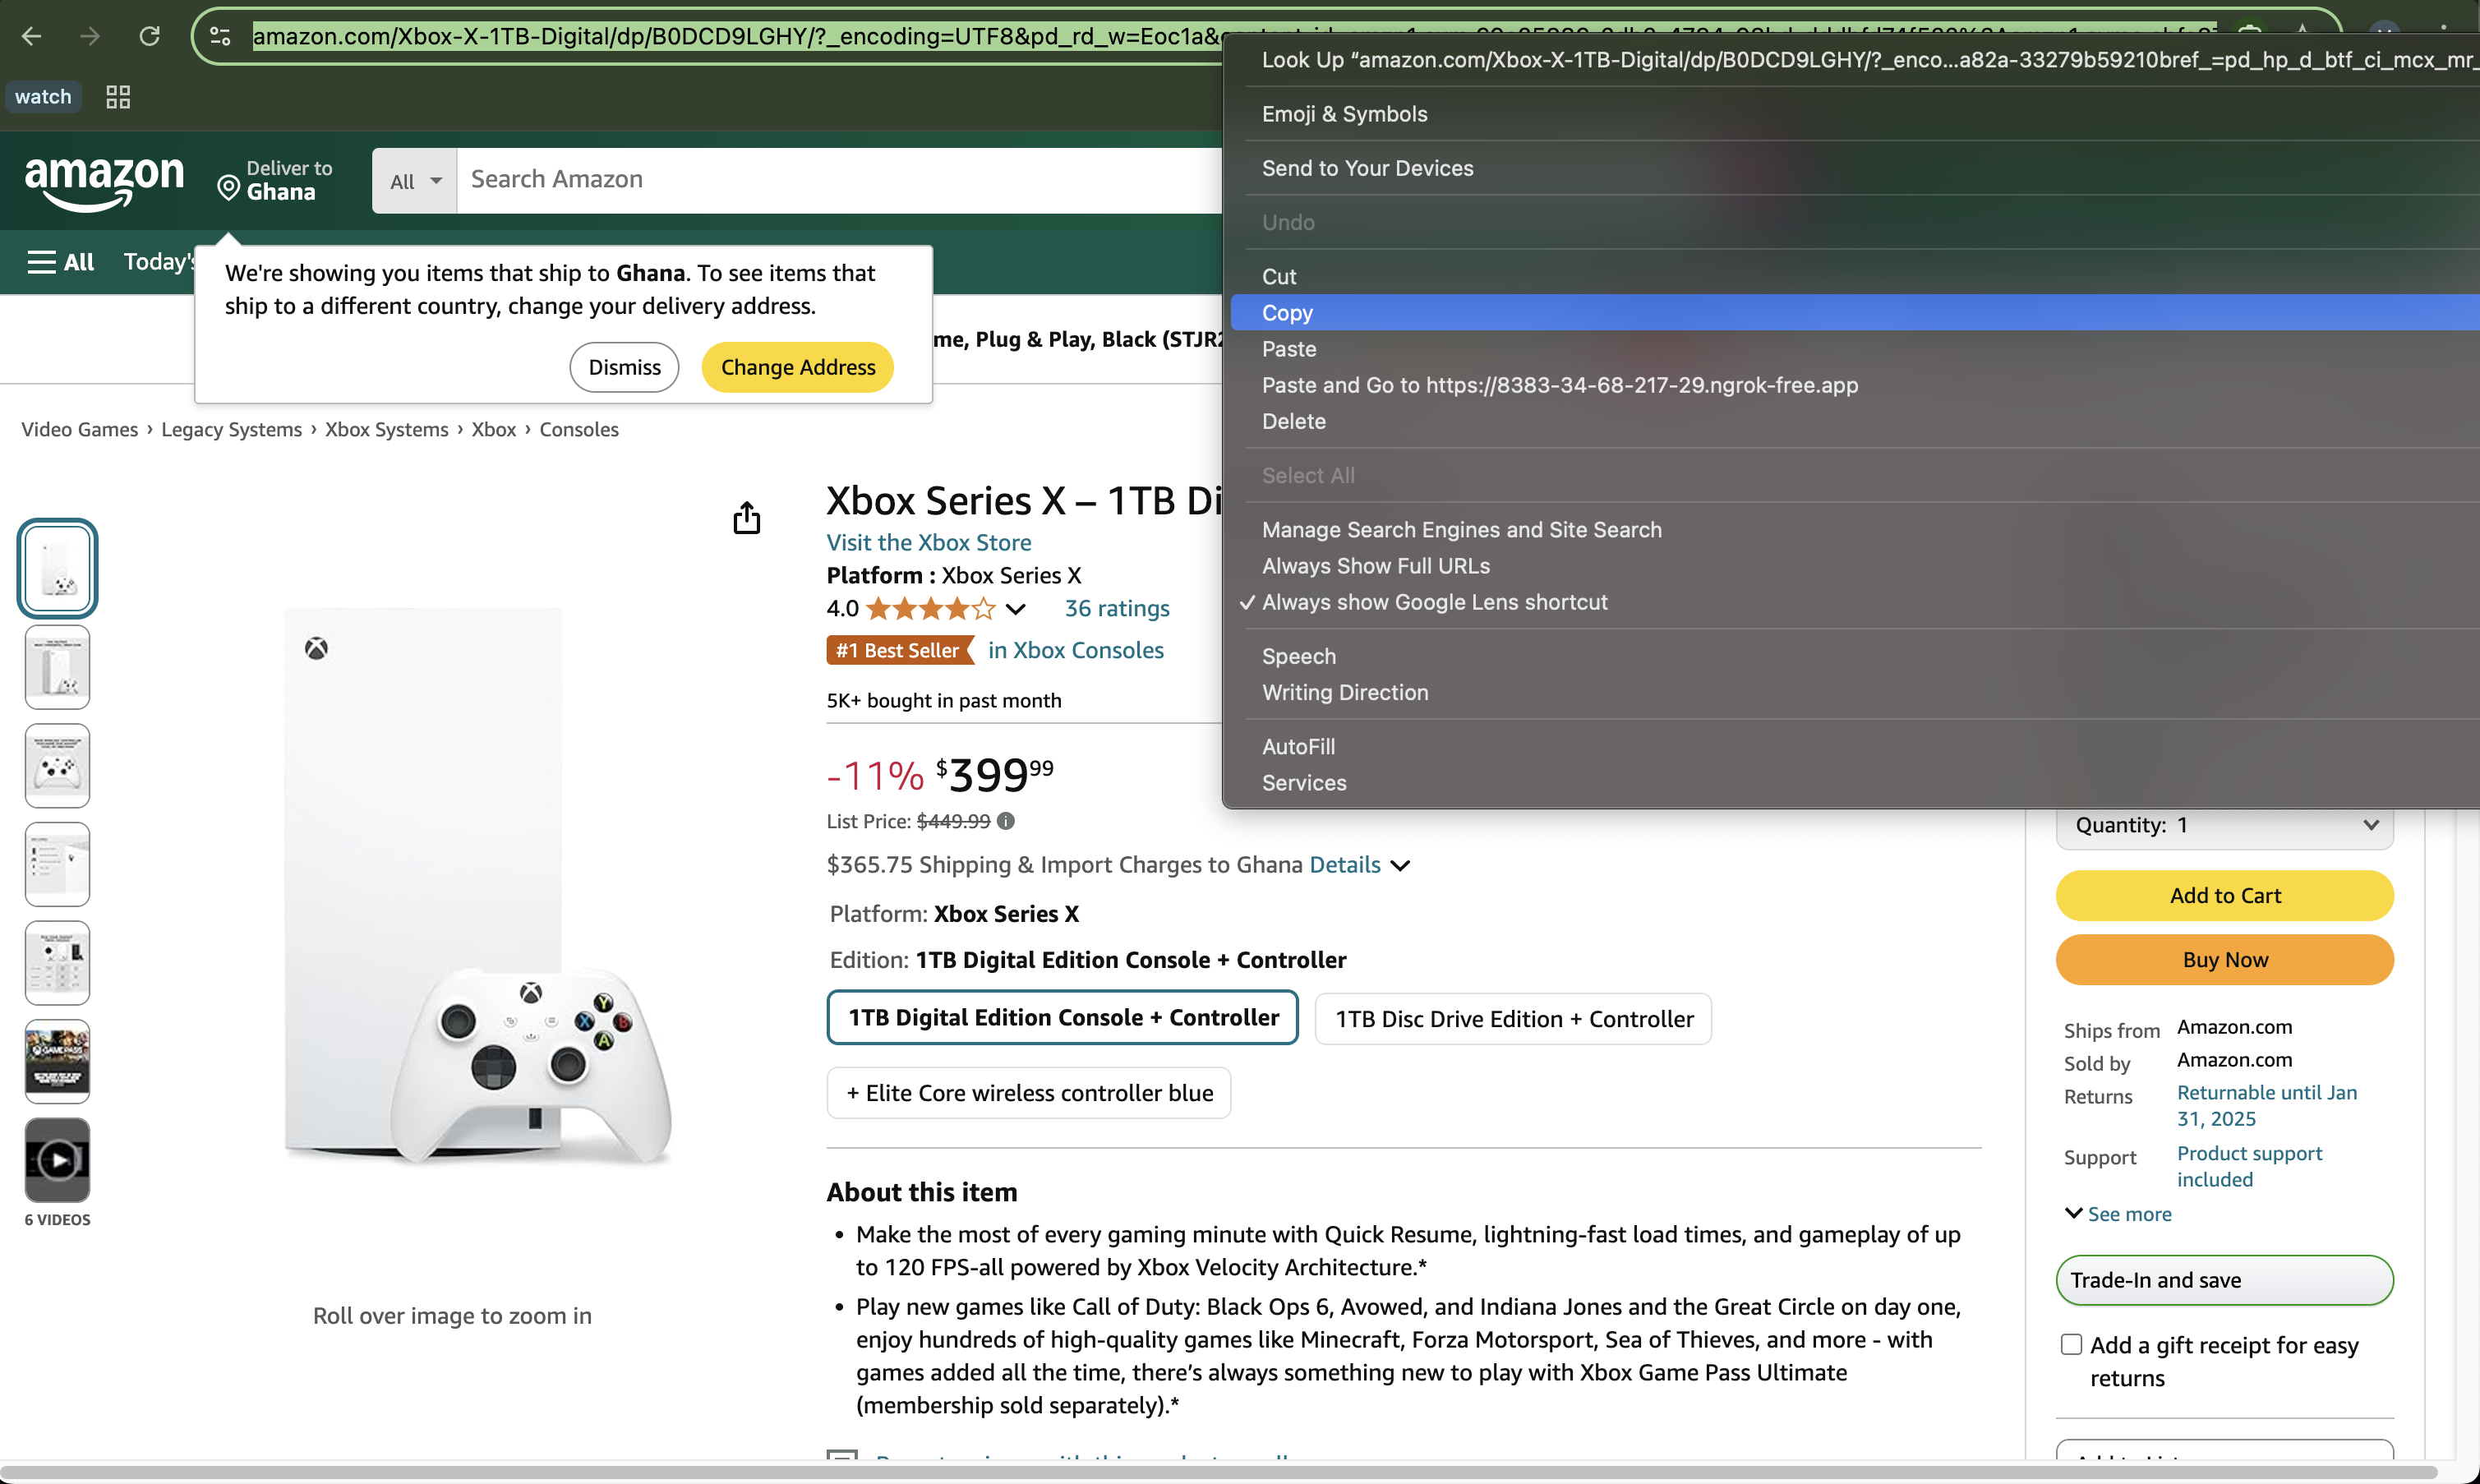 amazon.com/Xbox-X-1TB-Digital/dp/B0DCD9LGHY/?_encoding=UTF8&pd_rd_w=Eoc1a&
watch
amazon
Deliver to
Ghana
All
Search Amazon
All
Today's
We're showing you items that ship to Ghana. To see items that
ship to a different country, change your delivery address.
Dismiss
Change Address
me, Plug & Play, Black (STJR
Look Up “amazon.com/Xbox-X-1TB-Digital/dp/B0DCD9LGHY/?_enco...a82a-33279b59210bref_=pd_hp_d_btf_ci_mcx_mr_
Emoji & Symbols
Send to Your Devices
Undo
Cut
Copy
Paste
Paste and Go to https://8383-34-68-217-29.ngrok-free.app
Delete
Select All
Manage Search Engines and Site Search
Always Show Full URLs
✓ Always show Google Lens shortcut
Speech
Writing Direction
AutoFill
Services
Video Games › Legacy Systems › Xbox Systems › Xbox › Consoles
6 VIDEOS
Roll over image to zoom in
Xbox Series X – 1TB Di
Visit the Xbox Store
Platform : Xbox Series X
4.0 36 ratings
#1 Best Seller in Xbox Consoles
5K+ bought in past month
-11% $399.99
List Price: $449.99
$365.75 Shipping & Import Charges to Ghana Details
Platform: Xbox Series X
Edition: 1TB Digital Edition Console + Controller
1TB Digital Edition Console + Controller
1TB Disc Drive Edition + Controller
+ Elite Core wireless controller blue
About this item
• Make the most of every gaming minute with Quick Resume, lightning-fast load times, and gameplay of up
to 120 FPS-all powered by Xbox Velocity Architecture.*
• Play new games like Call of Duty: Black Ops 6, Avowed, and Indiana Jones and the Great Circle on day one,
enjoy hundreds of high-quality games like Minecraft, Forza Motorsport, Sea of Thieves, and more - with
games added all the time, there’s always something new to play with Xbox Game Pass Ultimate
(membership sold separately).*
Quantity: 1
Add to Cart
Buy Now
Ships from Amazon.com
Sold by Amazon.com
Returns Returnable until Jan
31, 2025
Support Product support
included
See more
Trade-In and save
Add a gift receipt for easy
returns